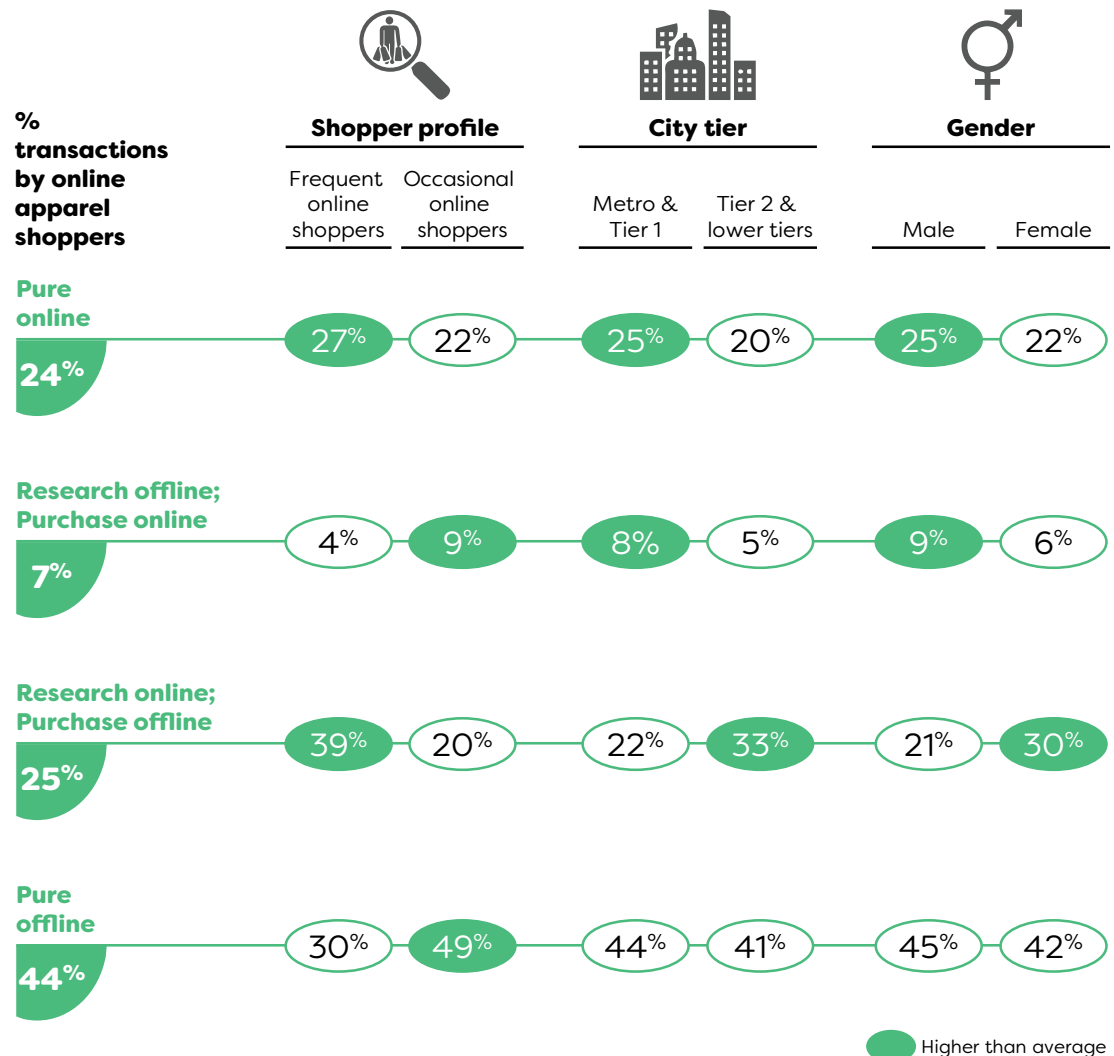 %
transactions
by online
apparel
shoppers
Shopper profile
City tier
Gender
Frequent
online
shoppers
Occasional
online
shoppers
Metro &
Tier 1
Tier 2 &
lower tiers
Male
Female
Pure
online
24%
27%
22%
25%
20%
25%
22%
Research offline;
Purchase online
7%
4%
9%
8%
5%
9%
6%
Research online;
Purchase offline
25%
39%
20%
22%
33%
21%
30%
Pure
offline
44%
30%
49%
44%
41%
45%
42%
Higher than average